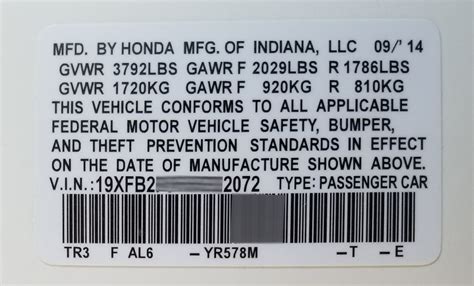 MFD. BY HONDA MFG. OF INDIANA, LLC 09/'14
GVWR 3792LBS GAWR F 2029LBS R 1786LBS
GVWR 1720KG GAWR F 920KG R 810KG
THIS VEHICLE CONFORMS TO ALL APPLICABLE
FEDERAL MOTOR VEHICLE SAFETY, BUMPER,
AND THEFT PREVENTION STANDARDS IN EFFECT
ON THE DATE OF MANUFACTURE SHOWN ABOVE.
V.I.N.:19XFB2 2072 TYPE: PASSENGER CAR
TR3 F AL6 –YR578M –T –E